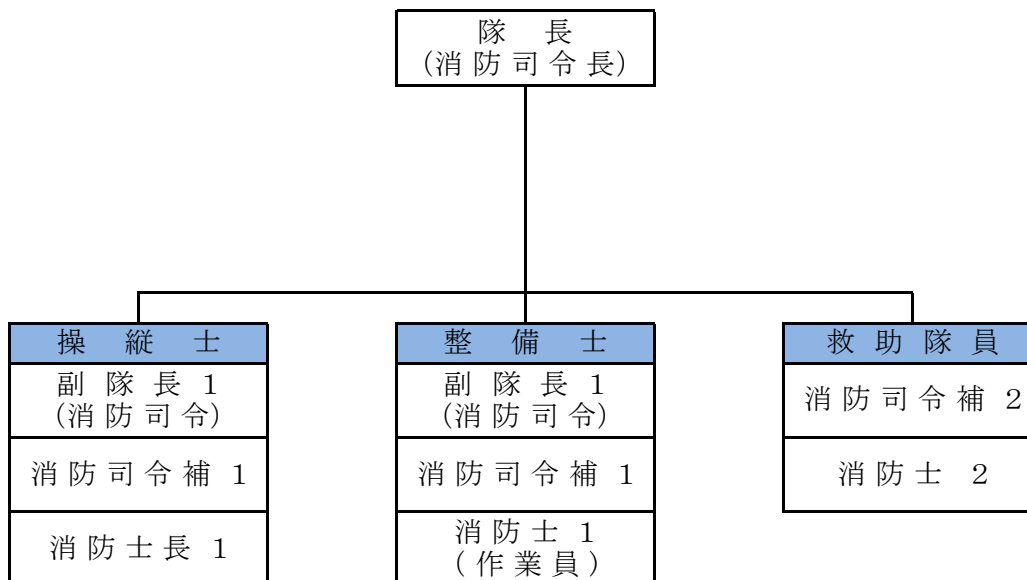 隊長
(消防司令長)
操縦士
副隊長 1
(消防司令)
消防司令補 1
消防士長 1
整備士
副隊長 1
(消防司令)
消防司令補 1
消防士 1
(作業員)
救助隊員
消防司令補 2
消防士 2